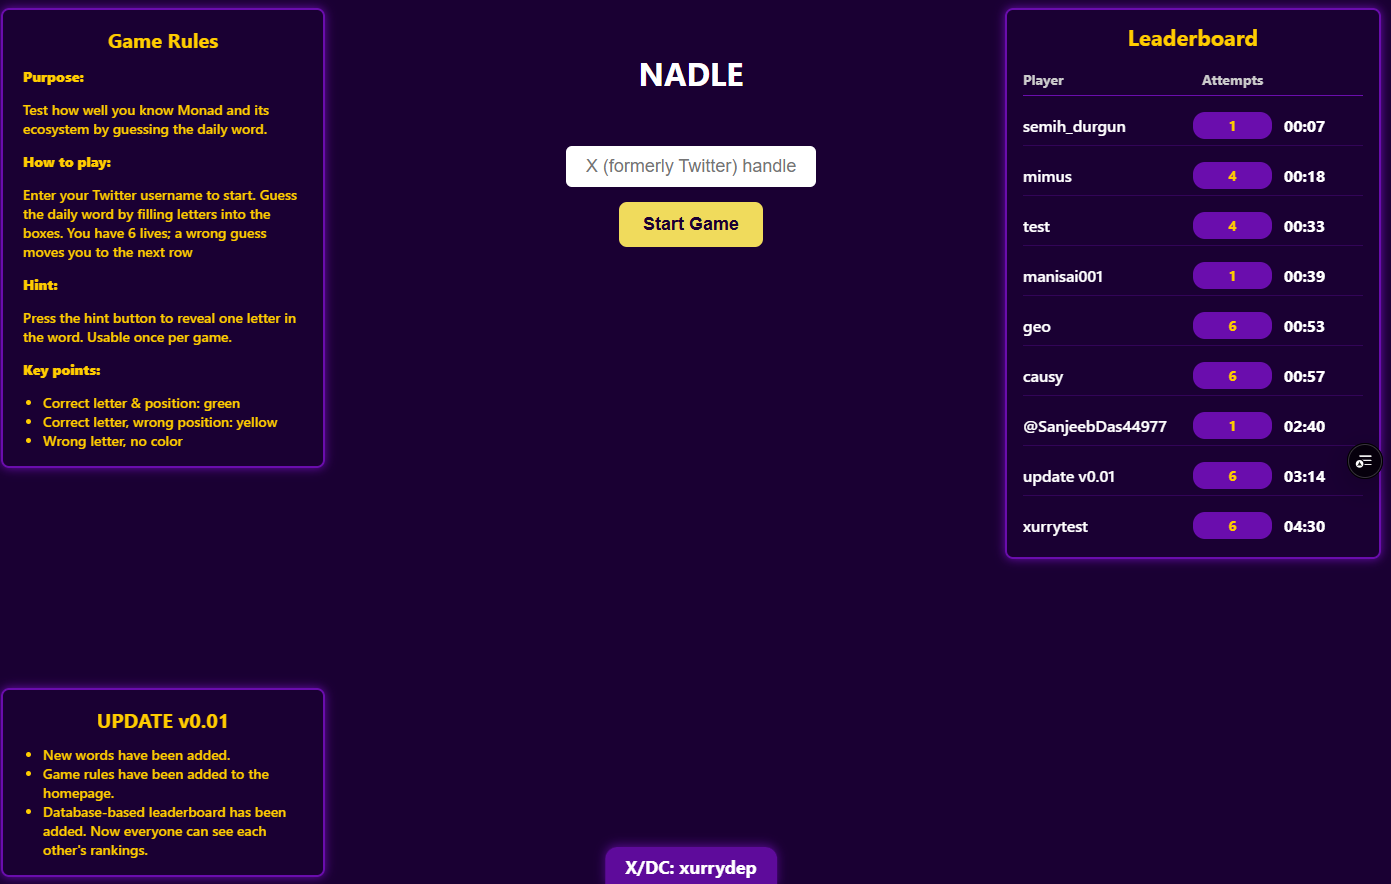 Game Rules
Purpose:
Test how well you know Monad and its
ecosystem by guessing the daily word.
How to play:
Enter your Twitter username to start. Guess
the daily word by filling letters into the
boxes. You have 6 lives; a wrong guess
moves you to the next row
Hint:
Press the hint button to reveal one letter in
the word. Usable once per game.
Key points:
• Correct letter & position: green
• Correct letter, wrong position: yellow
• Wrong letter, no color
UPDATE v0.01
• New words have been added.
• Game rules have been added to the
homepage.
• Database-based leaderboard has been
added. Now everyone can see each
other's rankings.
NADLE
X (formerly Twitter) handle
Start Game
X/DC: xurrydep
Leaderboard
Player Attempts
semih_durgun 1 00:07
mimus 4 00:18
test 4 00:33
manisai001 1 00:39
geo 6 00:53
causy 6 00:57
@SanjeebDas44977 1 02:40
update v0.01 6 03:14
xurrytest 6 04:30